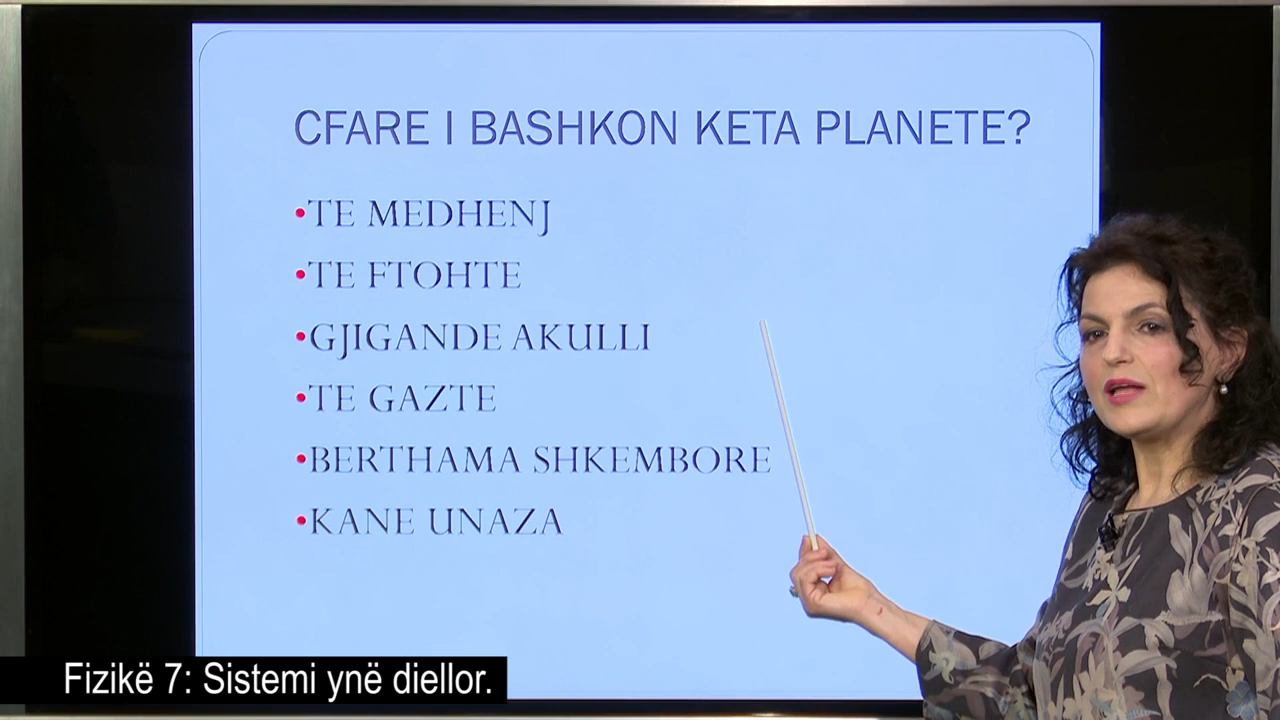 CFARE I BASHKON KETA PLANETE?
•TE MEDHENJ
•TE FTOHTE
•GJIGANDE AKULLI
•TE GAZTE
•BERTHAMA SHKEMBORE
•KANE UNAZA
Fizikë 7: Sistemi ynë diellor.